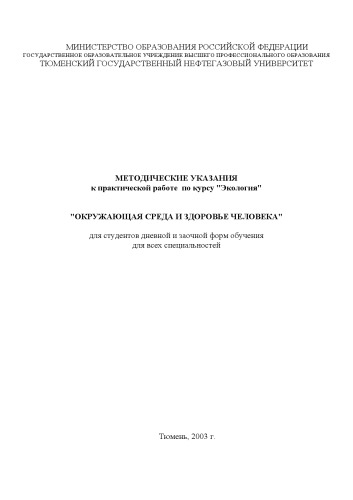 МИНИСТЕРСТВО ОБРАЗОВАНИЯ РОССИЙСКОЙ ФЕДЕРАЦИИ
ГОСУДАРСТВЕННОЕ ОБРАЗОВАТЕЛЬНОЕ УЧРЕЖДЕНИЕ ВЫСШЕГО ПРОФЕССИОНАЛЬНОГО ОБРАЗОВАНИЯ
ТЮМЕНСКИЙ ГОСУДАРСТВЕННЫЙ НЕФТЕГАЗОВЫЙ УНИВЕРСИТЕТ
МЕТОДИЧЕСКИЕ УКАЗАНИЯ
к практической работе по курсу "Экология"
"ОКРУЖАЮЩАЯ СРЕДА И ЗДОРОВЬЕ ЧЕЛОВЕКА"
для студентов дневной и заочной форм обучения
для всех специальностей
Тюмень, 2003 г.